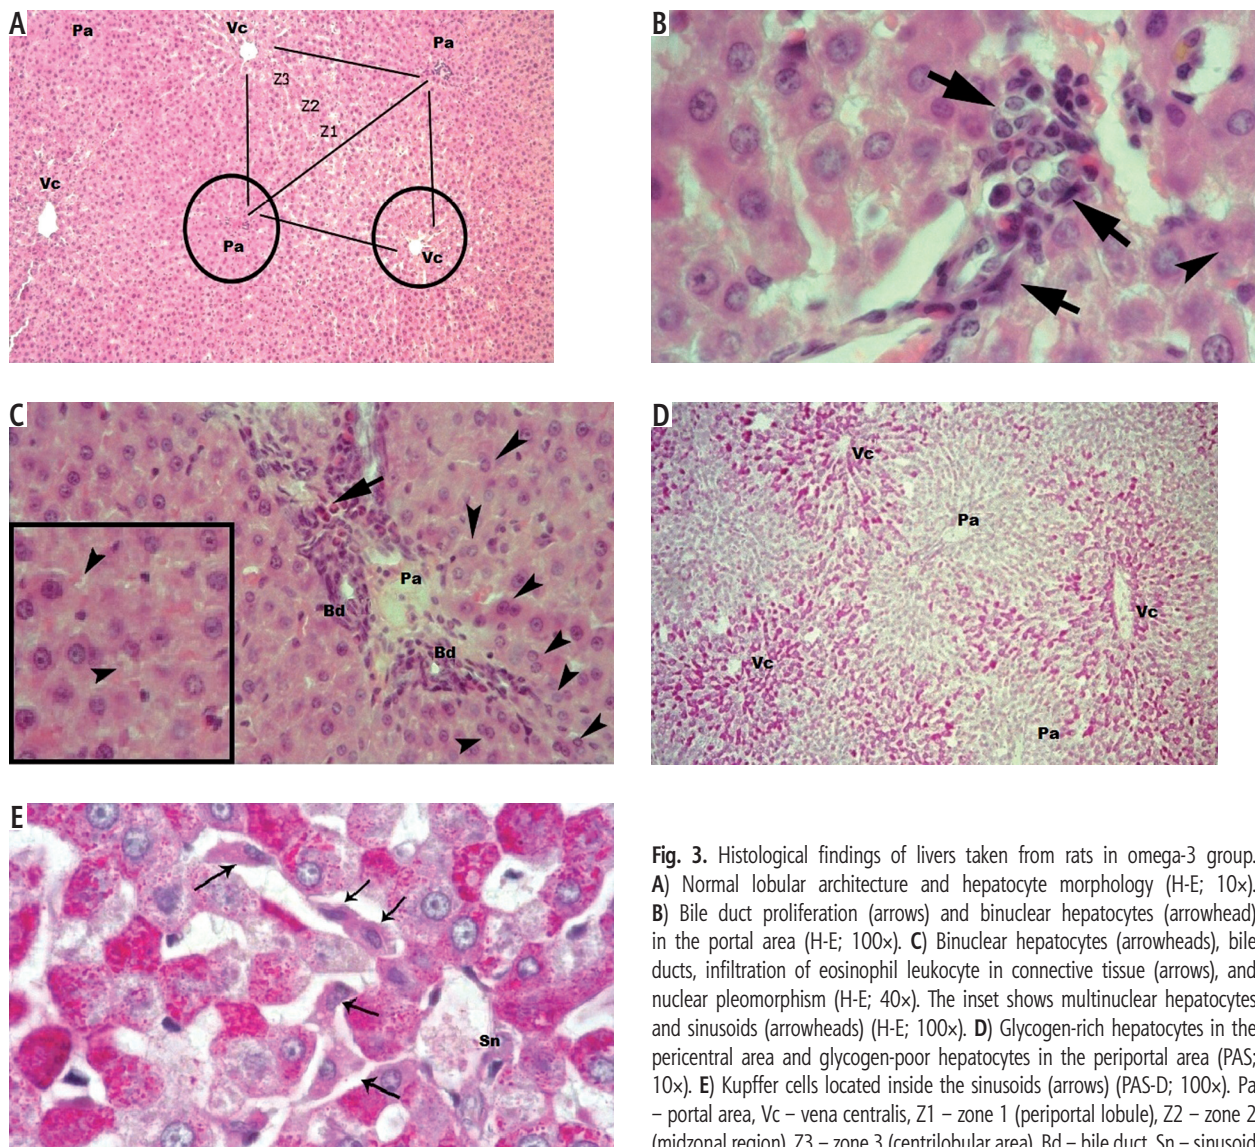 A
Pa
Vc
Pa
Z3
Z2
Z1
Vc
Pa
Vc
B
C
Pa
Bd
Bd
D
Vc
Pa
Vc
Vc
Pa
E
Sn
Fig. 3. Histological findings of livers taken from rats in omega-3 group.
A) Normal lobular architecture and hepatocyte morphology (H-E; 10×).
B) Bile duct proliferation (arrows) and binuclear hepatocytes (arrowhead)
in the portal area (H-E; 100×). C) Binuclear hepatocytes (arrowheads), bile
ducts, infiltration of eosinophil leukocyte in connective tissue (arrows), and
nuclear pleomorphism (H-E; 40×). The inset shows multinuclear hepatocytes
and sinusoids (arrowheads) (H-E; 100×). D) Glycogen-rich hepatocytes in the
pericentral area and glycogen-poor hepatocytes in the periportal area (PAS;
10×). E) Kupffer cells located inside the sinusoids (arrows) (PAS-D; 100×). Pa
– portal area, Vc – vena centralis, Z1 – zone 1 (periportal lobule), Z2 – zone 2
(midzonal region), Z3 – zone 3 (centrilobular area), Bd – bile duct, Sn – sinusoid